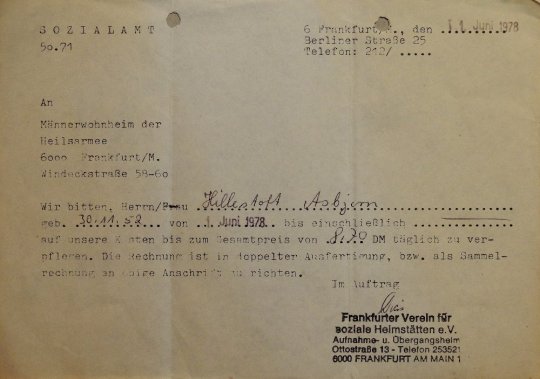 SOZIALAMT
50.71
6 Frankfurt/M., den 1. Juni 1978
Berliner Straße 25
Telefon: 212/ .....
An
Männerwohnheim der
Heilsarmee
6000 Frankfurt/M.
Windeckstraße 58-60
Wir bitten, Herrn/Frau Hillestoft Asbjörn
geb. 30.11.52 von 1. Juni 1978 bis einschließlich
auf unsere Kosten bis zum Gesamtpreis von 8.70 DM täglich zu ver-
pflegen. Die Rechnung ist in doppelter Ausfertigung, bzw. als Sammel-
rechnung an obige Anschrift zu richten.
Im Auftrag
Frankfurter Verein für
soziale Heimstätten e.V.
Aufnahme- u. Übergangsheim
Ottostraße 13 - Telefon 253521
6000 FRANKFURT AM MAIN 1